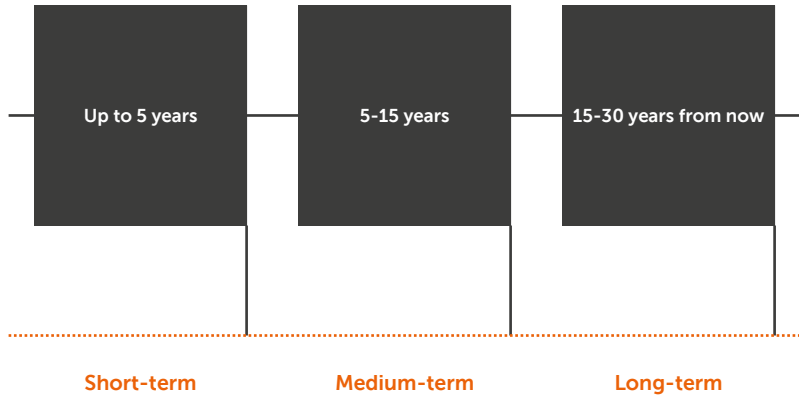 Up to 5 years
5-15 years
15-30 years from now
Short-term
Medium-term
Long-term